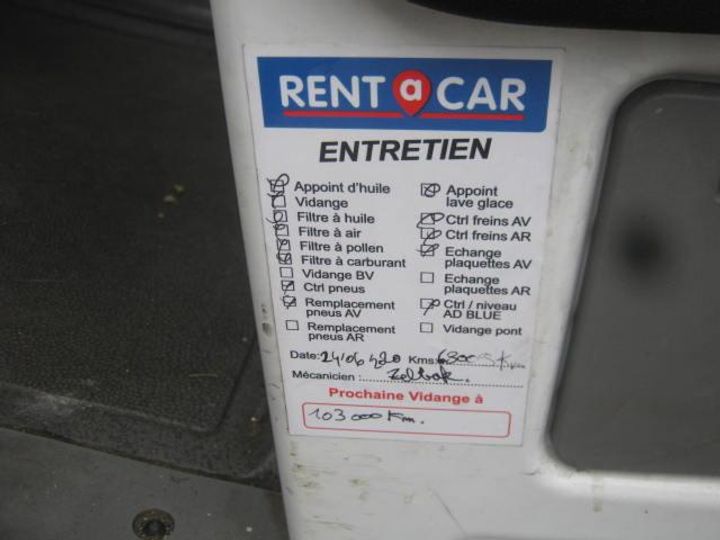 RENT a CAR
ENTRETIEN
Appoint d'huile
Vidange
Filtre à huile
Filtre à air
Filtre à pollen
Filtre à carburant
Vidange BV
Ctrl pneus
Remplacement
pneus AV
Remplacement
pneus AR
Appoint
lave glace
Ctrl freins AV
Ctrl freins AR
Echange
plaquettes AV
Echange
plaquettes AR
Ctrl / niveau
AD BLUE
Vidange pont
Date: Kms:
Mécanicien :
Prochaine Vidange à
103 000 Km.